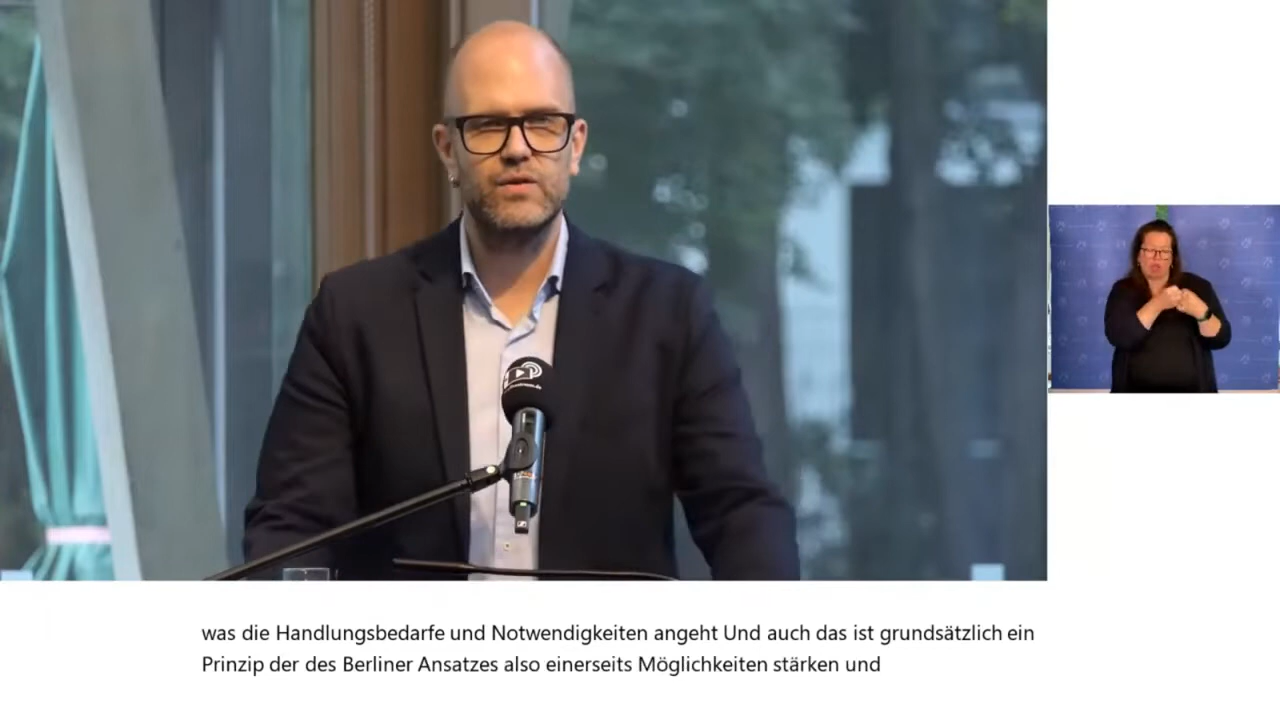 was die Handlungsbedarfe und Notwendigkeiten angeht Und auch das ist grundsätzlich ein
Prinzip der des Berliner Ansatzes also einerseits Möglichkeiten stärken und